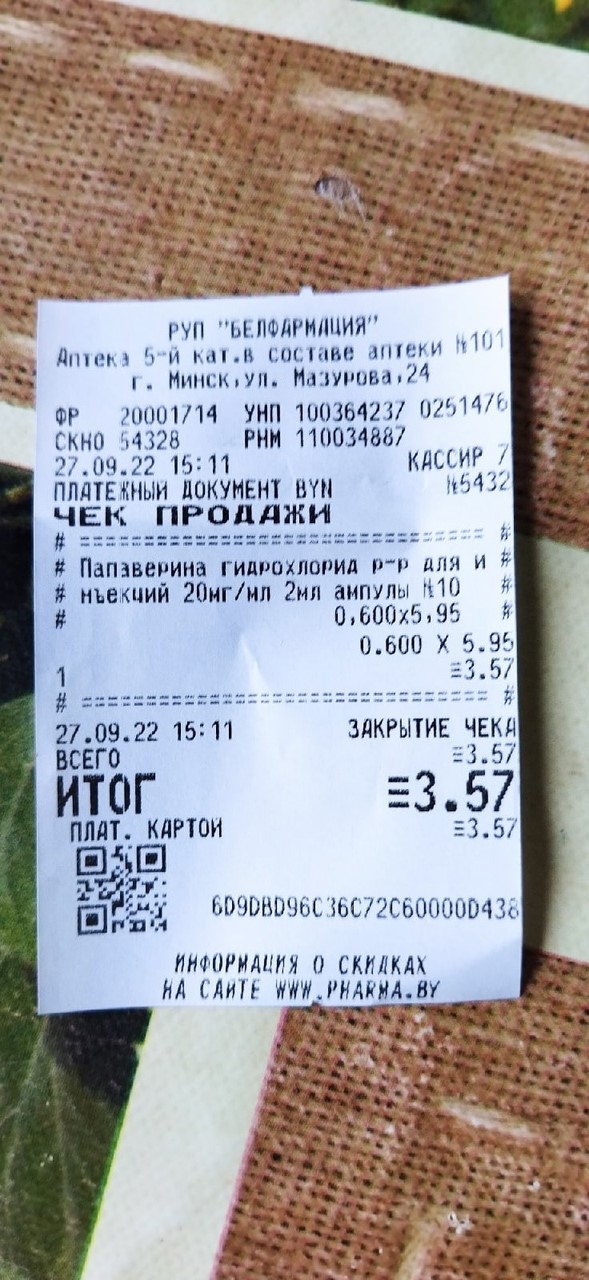 РУП "БЕЛФАРМАЦИЯ"
Аптека 5-й кат.в составе аптеки №101
г. Минск,ул. Мазурова,24
ФР 20001714 УНП 100364237 0251476
СКНО 54328 РНМ 110034887
27.09.22 15:11 КАССИР 7
ПЛАТЕЖНЫЙ ДОКУМЕНТ BYN №5432
ЧЕК ПРОДАЖИ
# =================================== #
# Папаверина гидрохлорид р-р для и #
# нъекций 20мг/мл 2мл ампулы №10 #
# 0,600x5,95 #
0.600 X 5.95
1 ≡3.57
# =================================== #
27.09.22 15:11 ЗАКРЫТИЕ ЧЕКА
ВСЕГО ≡3.57
ИТОГ ≡3.57
ПЛАТ. КАРТОЙ ≡3.57
6D9DBD96C36C72C60000D438
ИНФОРМАЦИЯ О СКИДКАХ
НА САЙТЕ WWW.PHARMA.BY